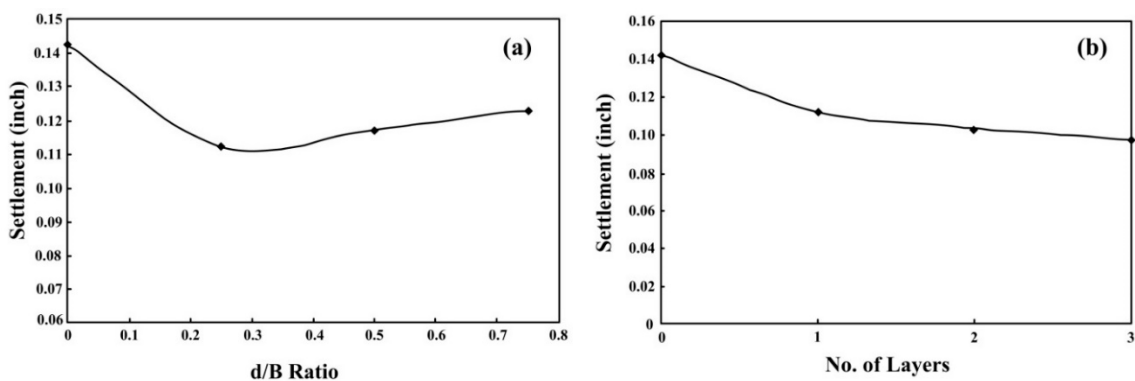 (a)
Settlement (inch)
0.15
0.14
0.13
0.12
0.11
0.10
0.09
0.08
0.07
0.06
0 0.1 0.2 0.3 0.4 0.5 0.6 0.7 0.8
d/B Ratio
(b)
Settlement (inch)
0.16
0.14
0.12
0.10
0.08
0.06
0.04
0.02
0
0 1 2 3
No. of Layers